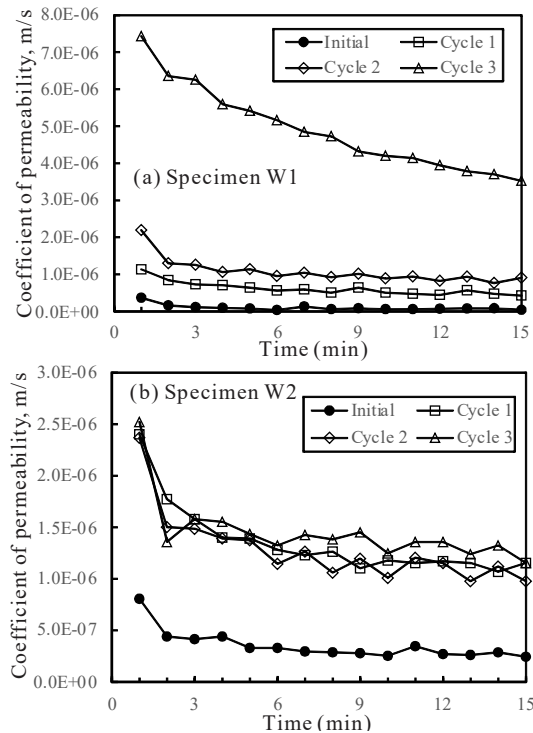 Coefficient of permeability, m/s
8.0E-06
7.0E-06
6.0E-06
5.0E-06
4.0E-06
3.0E-06
2.0E-06
1.0E-06
0.0E+00
Initial
Cycle 1
Cycle 2
Cycle 3
(a) Specimen W1
0 3 6 9 12 15
Time (min)
Coefficient of permeability, m/s
3.0E-06
2.5E-06
2.0E-06
1.5E-06
1.0E-06
5.0E-07
0.0E+00
(b) Specimen W2
Initial
Cycle 1
Cycle 2
Cycle 3
0 3 6 9 12 15
Time (min)